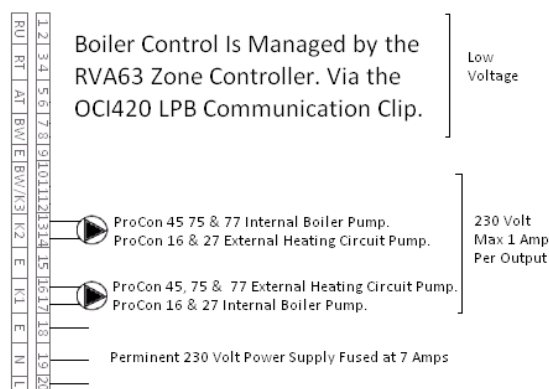 RU
RT
AT
BW
E
BW/K3
K2
E
K1
E
N
L
1
2
3
4
5
6
7
8
9
10
11
12
13
14
15
16
17
18
19
20
Boiler Control Is Managed by the
RVA63 Zone Controller. Via the
OCI420 LPB Communication Clip.
Low
Voltage
ProCon 45 75 & 77 Internal Boiler Pump.
ProCon 16 & 27 External Heating Circuit Pump.
230 Volt
Max 1 Amp
Per Output
ProCon 45, 75 & 77 External Heating Circuit Pump.
ProCon 16 & 27 Internal Boiler Pump.
Perminent 230 Volt Power Supply Fused at 7 Amps